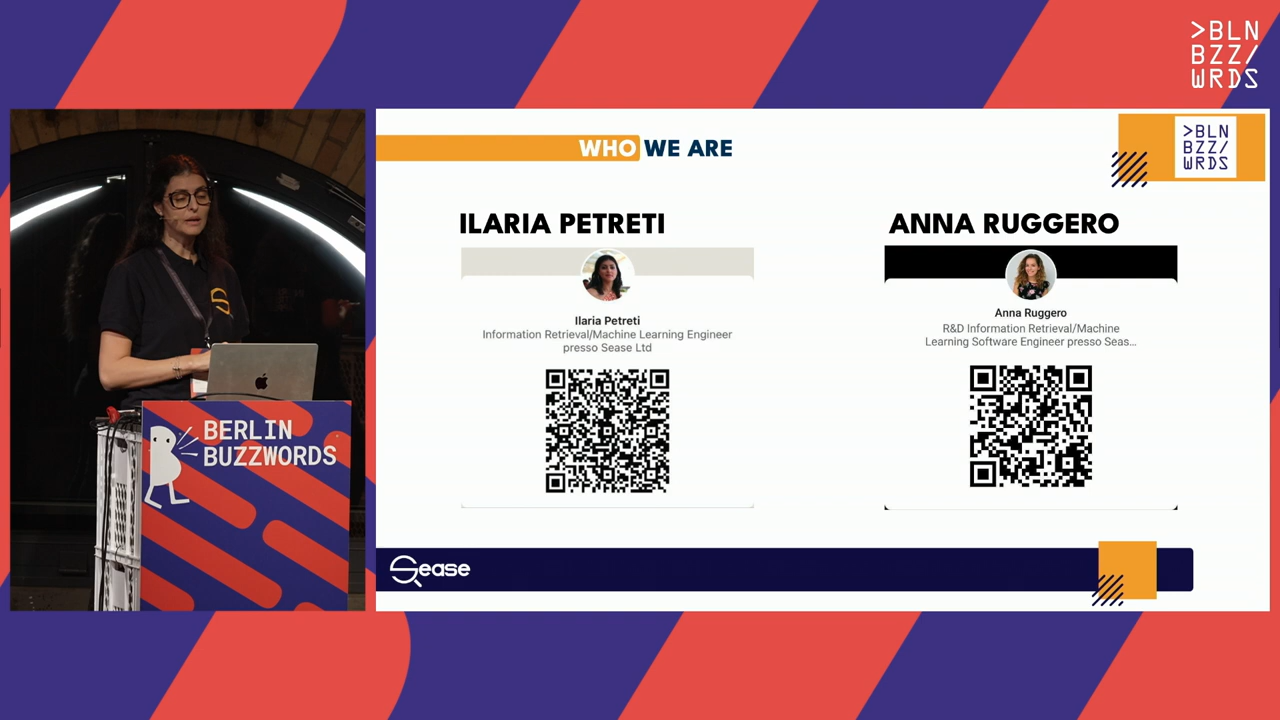 >BLN
BZZ/
WRDS
WHO WE ARE
>BLN
BZZ/
WRDS
ILARIA PETRETI
Ilaria Petreti
Information Retrieval/Machine Learning Engineer
presso Sease Ltd
ANNA RUGGERO
Anna Ruggero
R&D Information Retrieval/Machine
Learning Software Engineer presso Seas...
BERLIN
BUZZWORDS
Sease